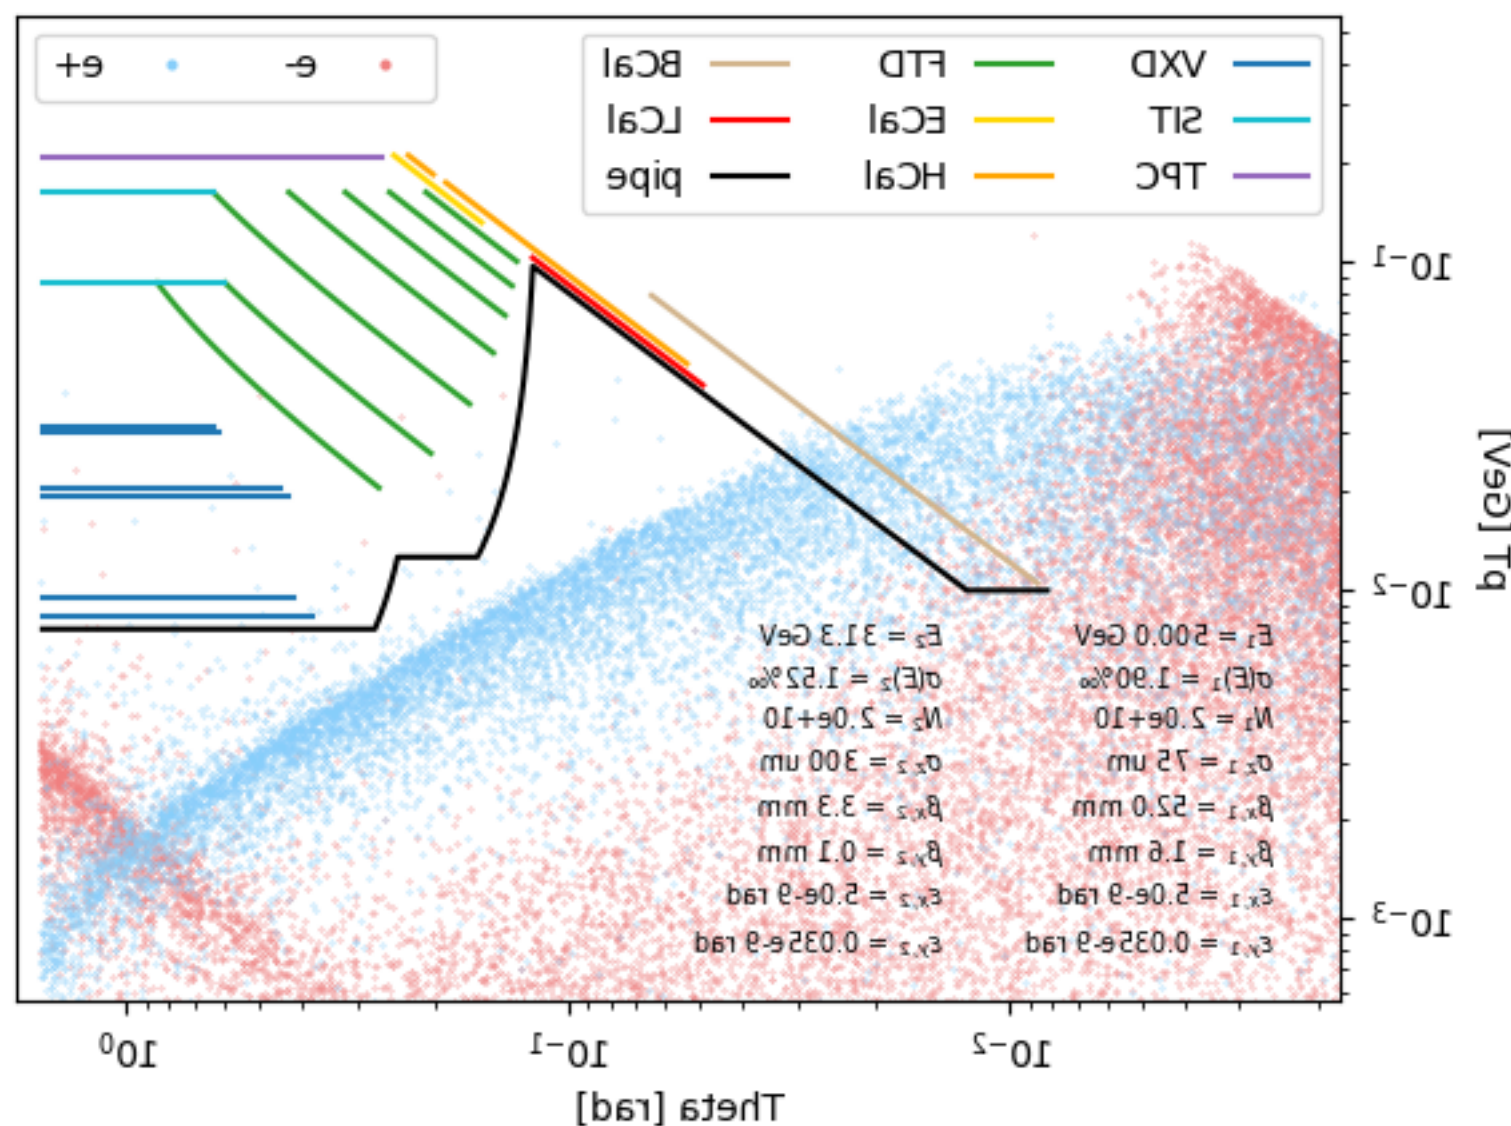 VXD FTD BCal
SIT ECal LCal
TPC HCal pipe
e- e+
10⁻¹
10⁻²
10⁻³
pT [GeV]
E₁ = 500.0 GeV E₂ = 31.3 GeV
σ(E)₁ = 1.90‰ σ(E)₂ = 1.52‰
N₁ = 2.0e+10 N₂ = 2.0e+10
σz,1 = 75 um σz,2 = 300 um
βx,1 = 52.0 mm βx,2 = 3.3 mm
βy,1 = 1.6 mm βy,2 = 0.1 mm
εx,1 = 5.0e-9 rad εx,2 = 5.0e-9 rad
εy,1 = 0.035e-9 rad εy,2 = 0.035e-9 rad
10⁻² 10⁻¹ 10⁰
Theta [rad]